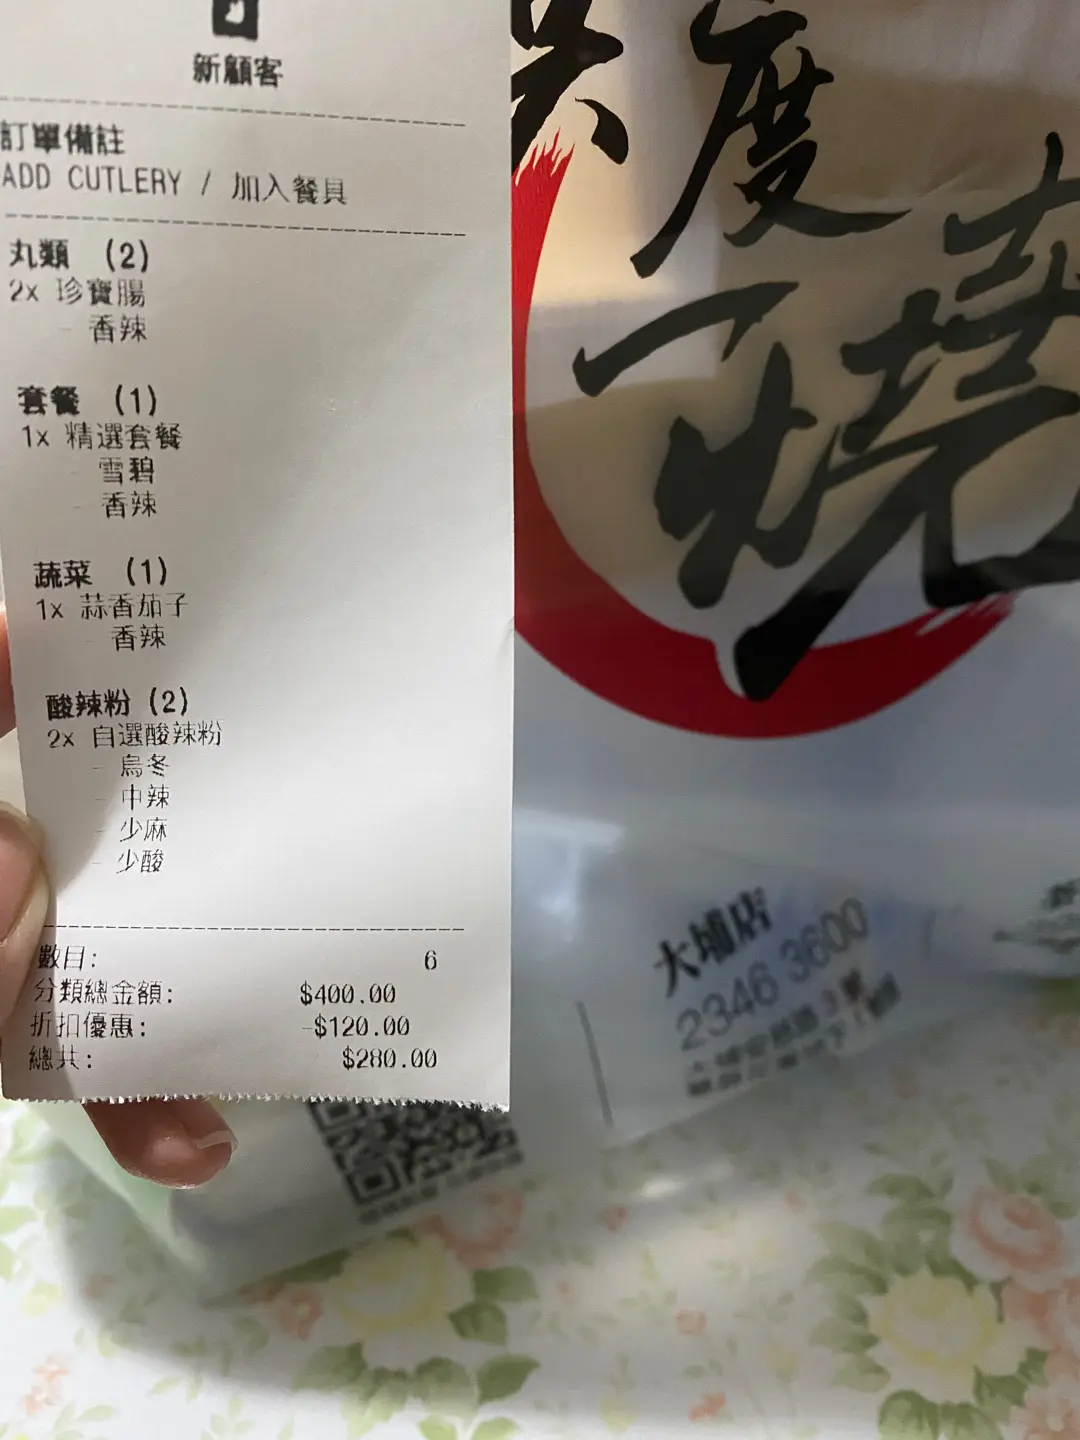 新顧客
訂單備註
ADD CUTLERY / 加入餐具
丸類 (2)
2x 珍寶腸
- 香辣
套餐 (1)
1x 精選套餐
- 雪碧
- 香辣
蔬菜 (1)
1x 蒜香茄子
- 香辣
酸辣粉 (2)
2x 自選酸辣粉
- 烏冬
- 中辣
- 少麻
- 少酸
數目: 6
分類總金額: $400.00
折扣優惠: -$120.00
總共: $280.00
度
一燒
大埔店
2346 3600